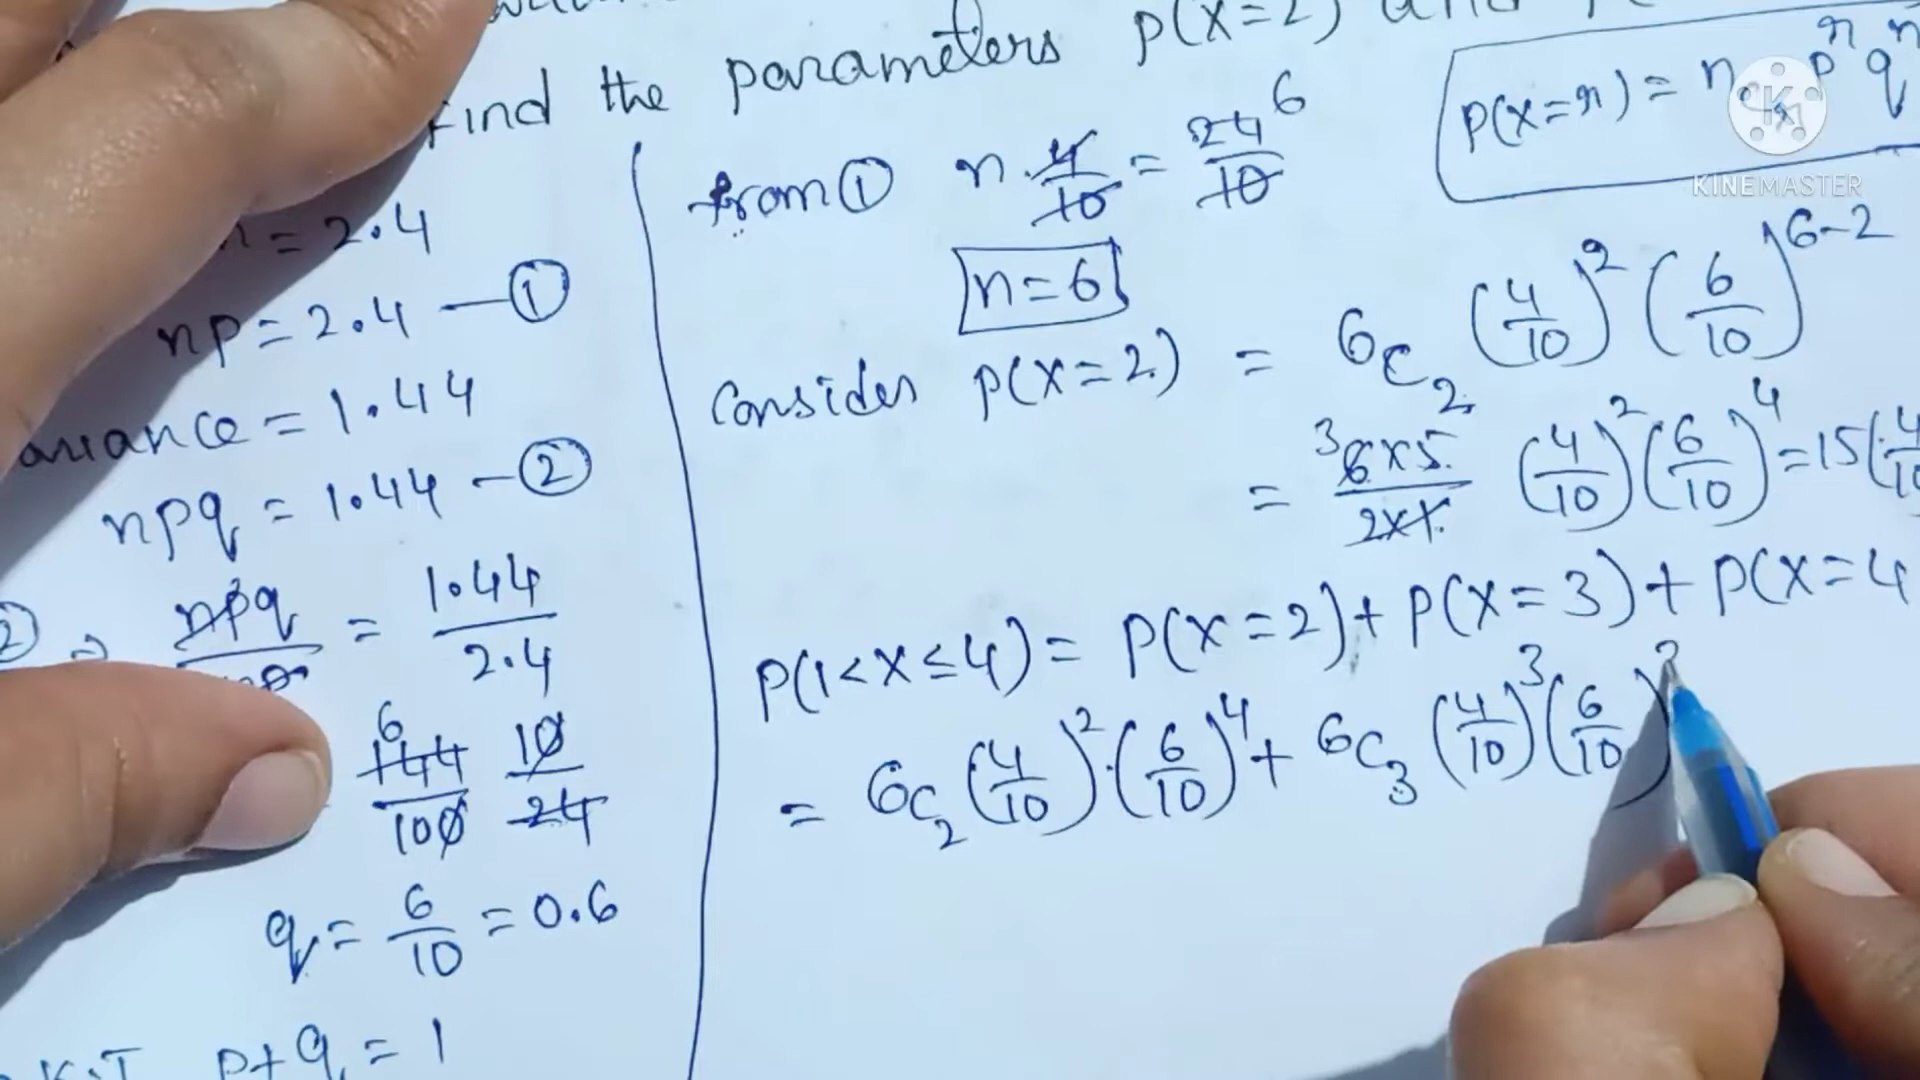 Find the parameters P(X=2) and
= 2.4
np = 2.4 — ①
variance = 1.44
npq = 1.44 — ②
② ⇒ npq/np = 1.44/2.4
6 144/100 10/24
q = 6/10 = 0.6
K.T p+q = 1
from ① n. 4/10 = 24/10 6
n = 6
P(X=x) = n p^x q^n
KINEMASTER
Consider P(X=2) = 6C₂ (4/10)² (6/10)^6-2
= 3 6×5/2×1 (4/10)² (6/10)⁴ = 15 (4/10
P(1<X≤4) = P(X=2) + P(X=3) + P(X=4
= 6C₂ (4/10)² · (6/10)⁴ + 6C₃ (4/10)³ (6/10)